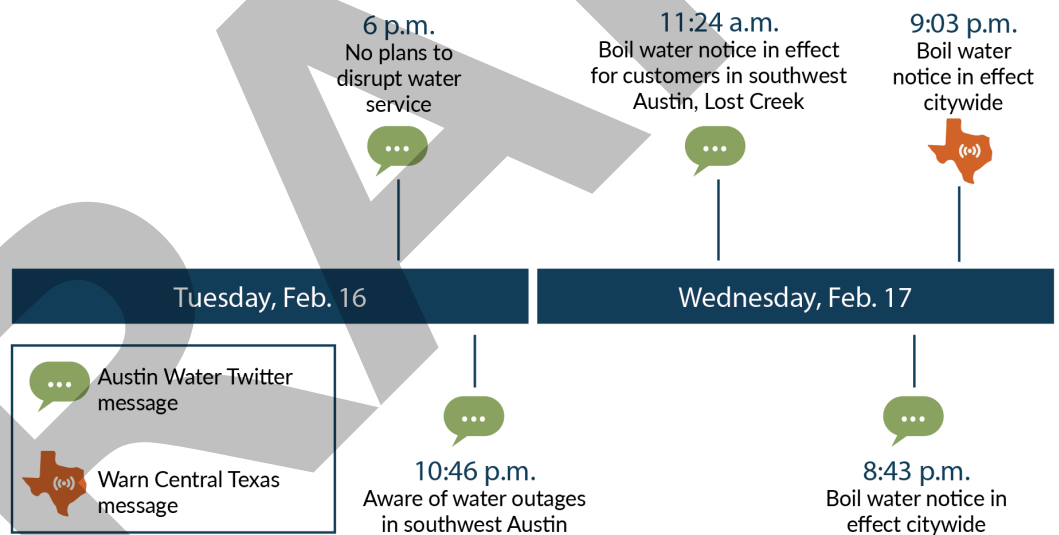 6 p.m.
No plans to
disrupt water
service
11:24 a.m.
Boil water notice in effect
for customers in southwest
Austin, Lost Creek
9:03 p.m.
Boil water
notice in effect
citywide
Tuesday, Feb. 16
Wednesday, Feb. 17
Austin Water Twitter
message
Warn Central Texas
message
10:46 p.m.
Aware of water outages
in southwest Austin
8:43 p.m.
Boil water notice in
effect citywide